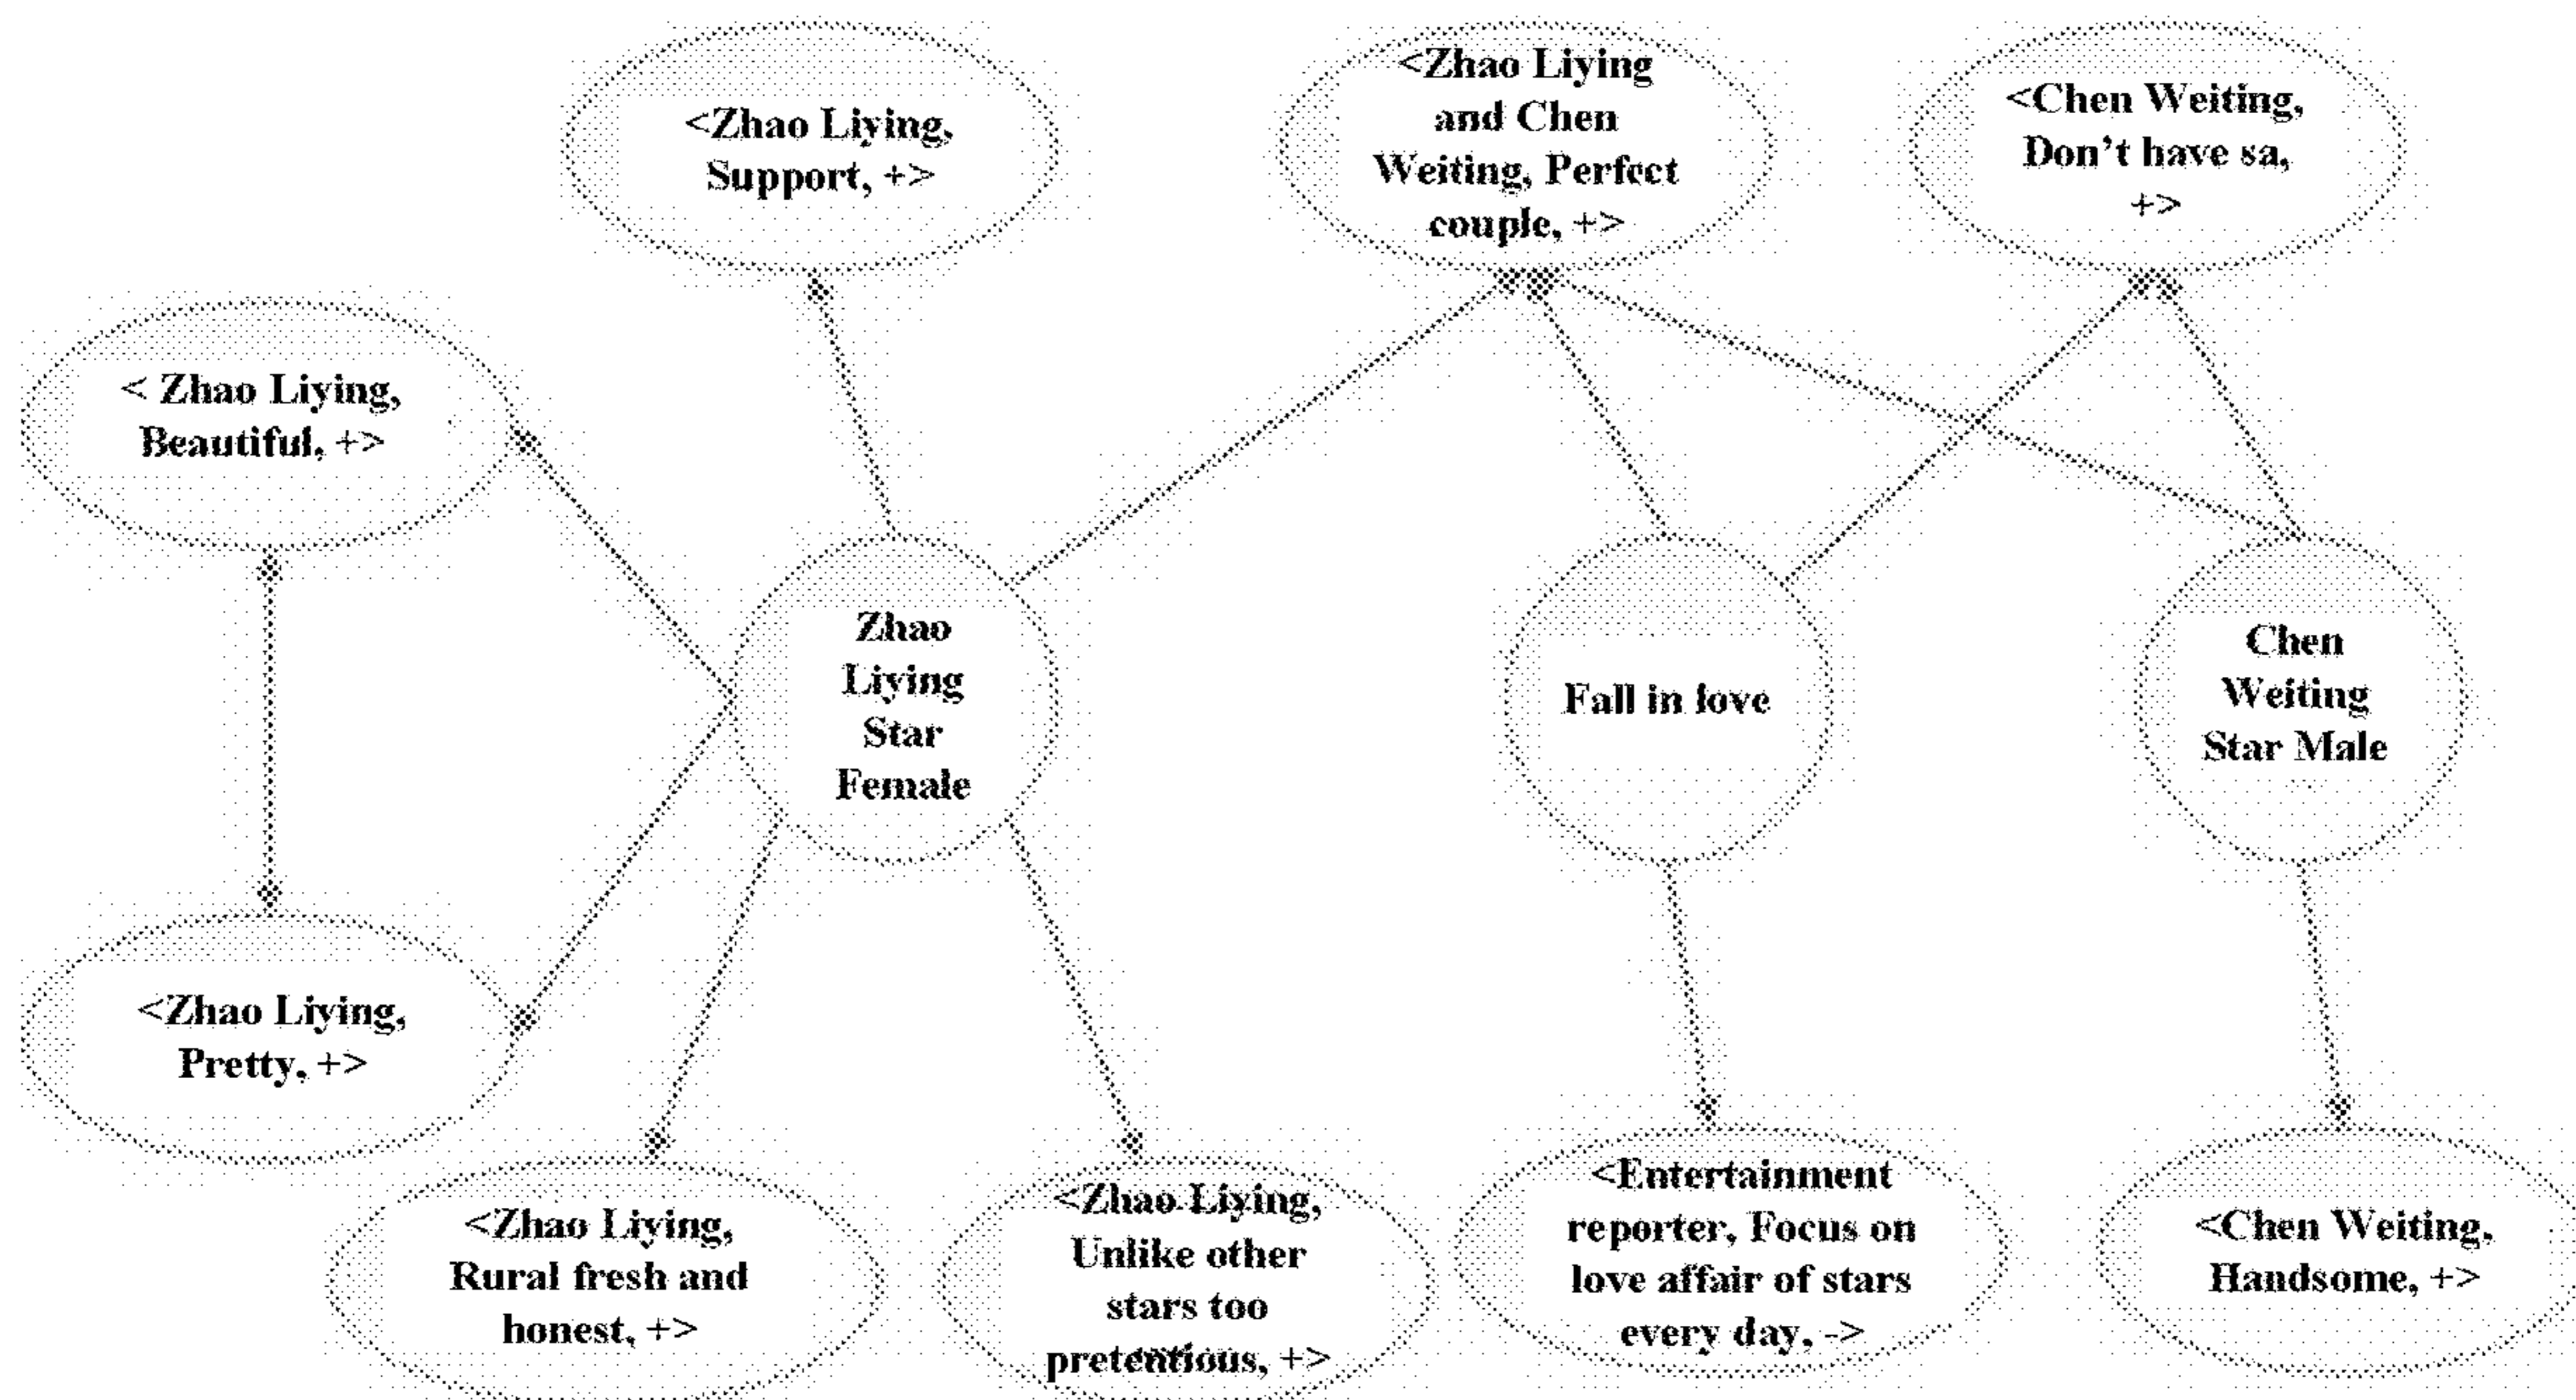 <Zhao Liying,
Support, +>
<Zhao Liying
and Chen
Weiting, Perfect
couple, +>
<Chen Weiting,
Don't have sa,
+>
< Zhao Liying,
Beautiful, +>
Zhao
Liying
Star
Female
Fall in love
Chen
Weiting
Star Male
<Zhao Liying,
Pretty, +>
<Zhao Liying,
Rural fresh and
honest, +>
<Zhao Liying,
Unlike other
stars too
pretentious, +>
<Entertainment
reporter, Focus on
love affair of stars
every day, ->
<Chen Weiting,
Handsome, +>